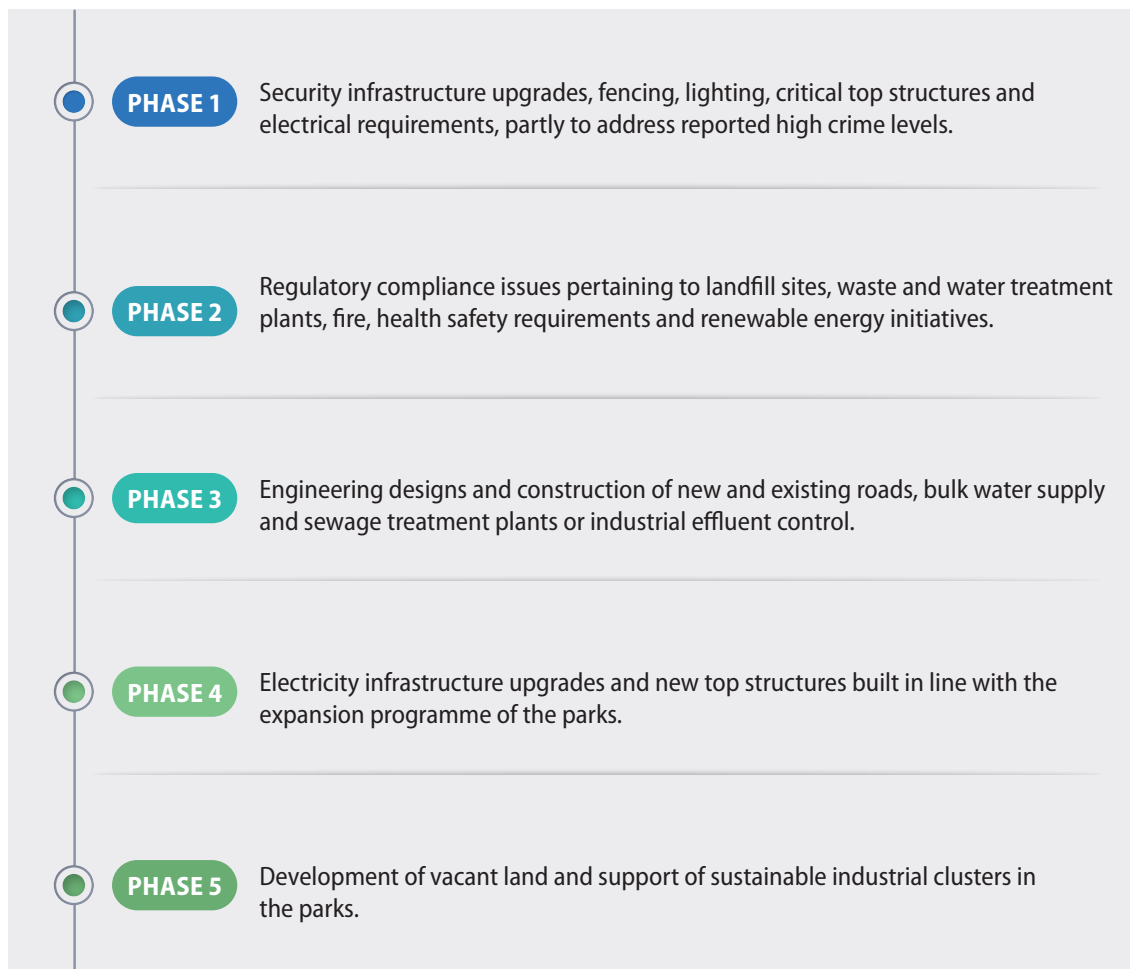 PHASE 1
Security infrastructure upgrades, fencing, lighting, critical top structures and
electrical requirements, partly to address reported high crime levels.
PHASE 2
Regulatory compliance issues pertaining to landfill sites, waste and water treatment
plants, fire, health safety requirements and renewable energy initiatives.
PHASE 3
Engineering designs and construction of new and existing roads, bulk water supply
and sewage treatment plants or industrial effluent control.
PHASE 4
Electricity infrastructure upgrades and new top structures built in line with the
expansion programme of the parks.
PHASE 5
Development of vacant land and support of sustainable industrial clusters in
the parks.